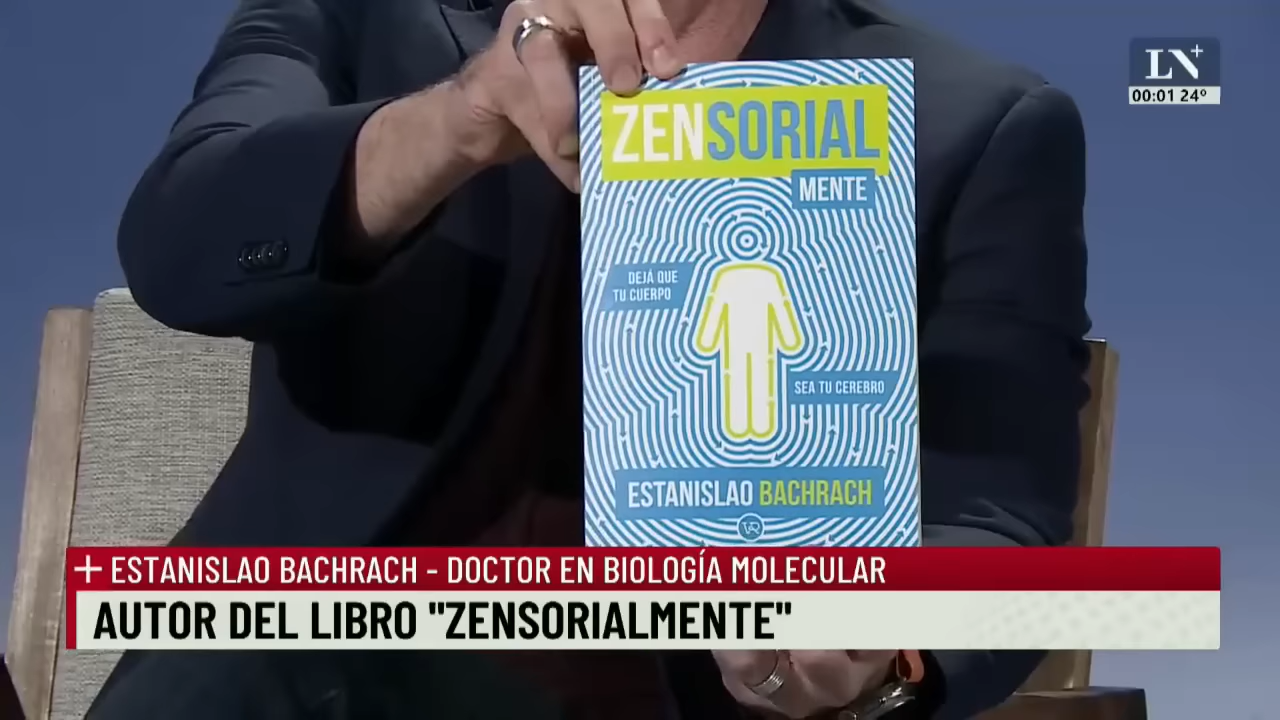 LN+
00:01 24º
ZENSORIAL
MENTE
DEJÁ QUE
TU CUERPO
SEA TU CEREBRO
ESTANISLAO BACHRACH
VR
+ ESTANISLAO BACHRACH - DOCTOR EN BIOLOGÍA MOLECULAR
AUTOR DEL LIBRO "ZENSORIALMENTE"